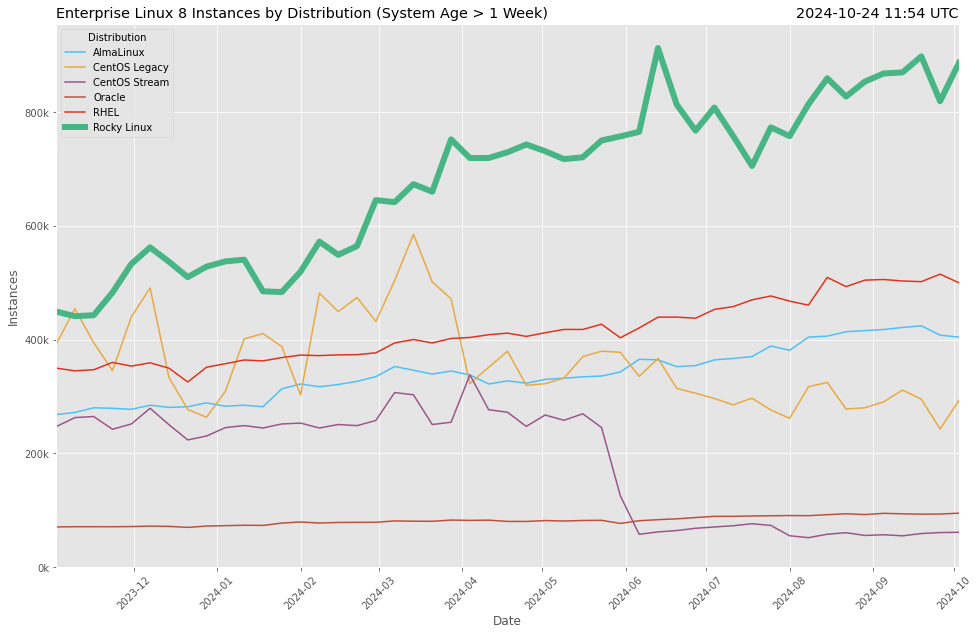 Enterprise Linux 8 Instances by Distribution (System Age > 1 Week)
2024-10-24 11:54 UTC
Distribution
AlmaLinux
CentOS Legacy
CentOS Stream
Oracle
RHEL
Rocky Linux
Instances
800k
600k
400k
200k
0k
2023-12
2024-01
2024-02
2024-03
2024-04
2024-05
2024-06
2024-07
2024-08
2024-09
2024-10
Date